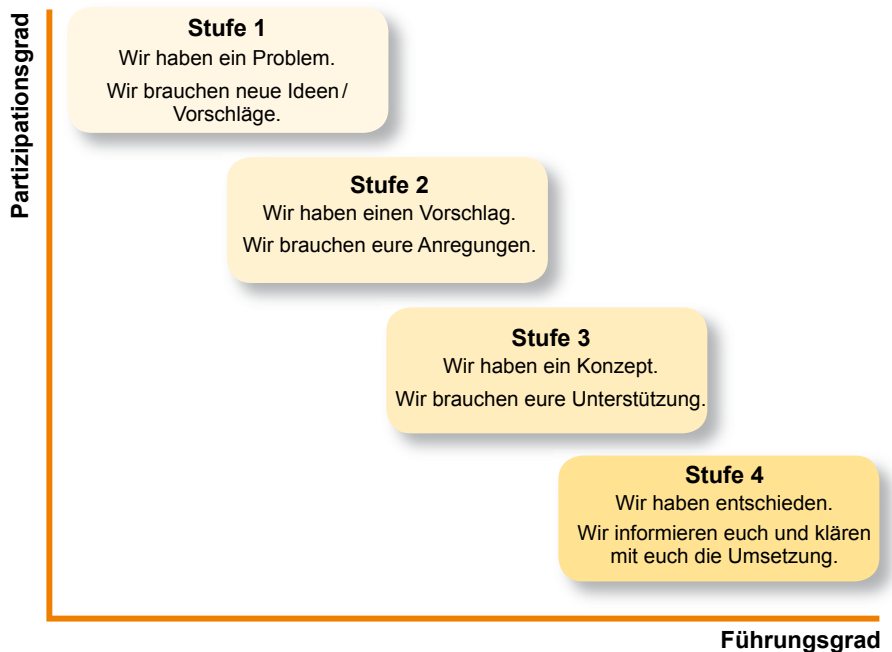 Partizipationsgrad
Stufe 1
Wir haben ein Problem.
Wir brauchen neue Ideen /
Vorschläge.
Stufe 2
Wir haben einen Vorschlag.
Wir brauchen eure Anregungen.
Stufe 3
Wir haben ein Konzept.
Wir brauchen eure Unterstützung.
Stufe 4
Wir haben entschieden.
Wir informieren euch und klären
mit euch die Umsetzung.
Führungsgrad